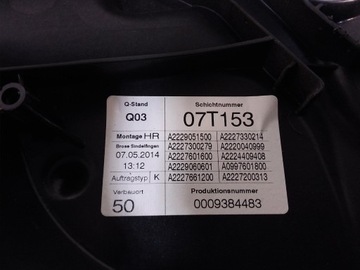 Q-Stand Schichtnummer
Q03 07T153
Montage HR A2229051500 A2227330214
Brose Sindelfingen A2227300279 A2220040999
07.05.2014 A2227601600 A2224409408
13:12 A2229060601 A0997601800
Auftragstyp K A2227661200 A2227200313
Verbauort Produktionsnummer
50 0009384483